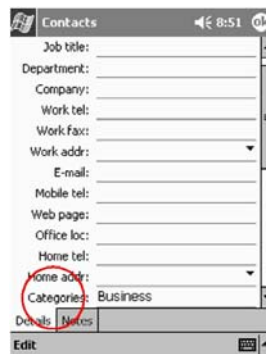 Contacts 8:51 ok
Job title:
Department:
Company:
Work tel:
Work fax:
Work addr:
E-mail:
Mobile tel:
Web page:
Office loc:
Home tel:
Home addr:
Categories: Business
Details Notes
Edit